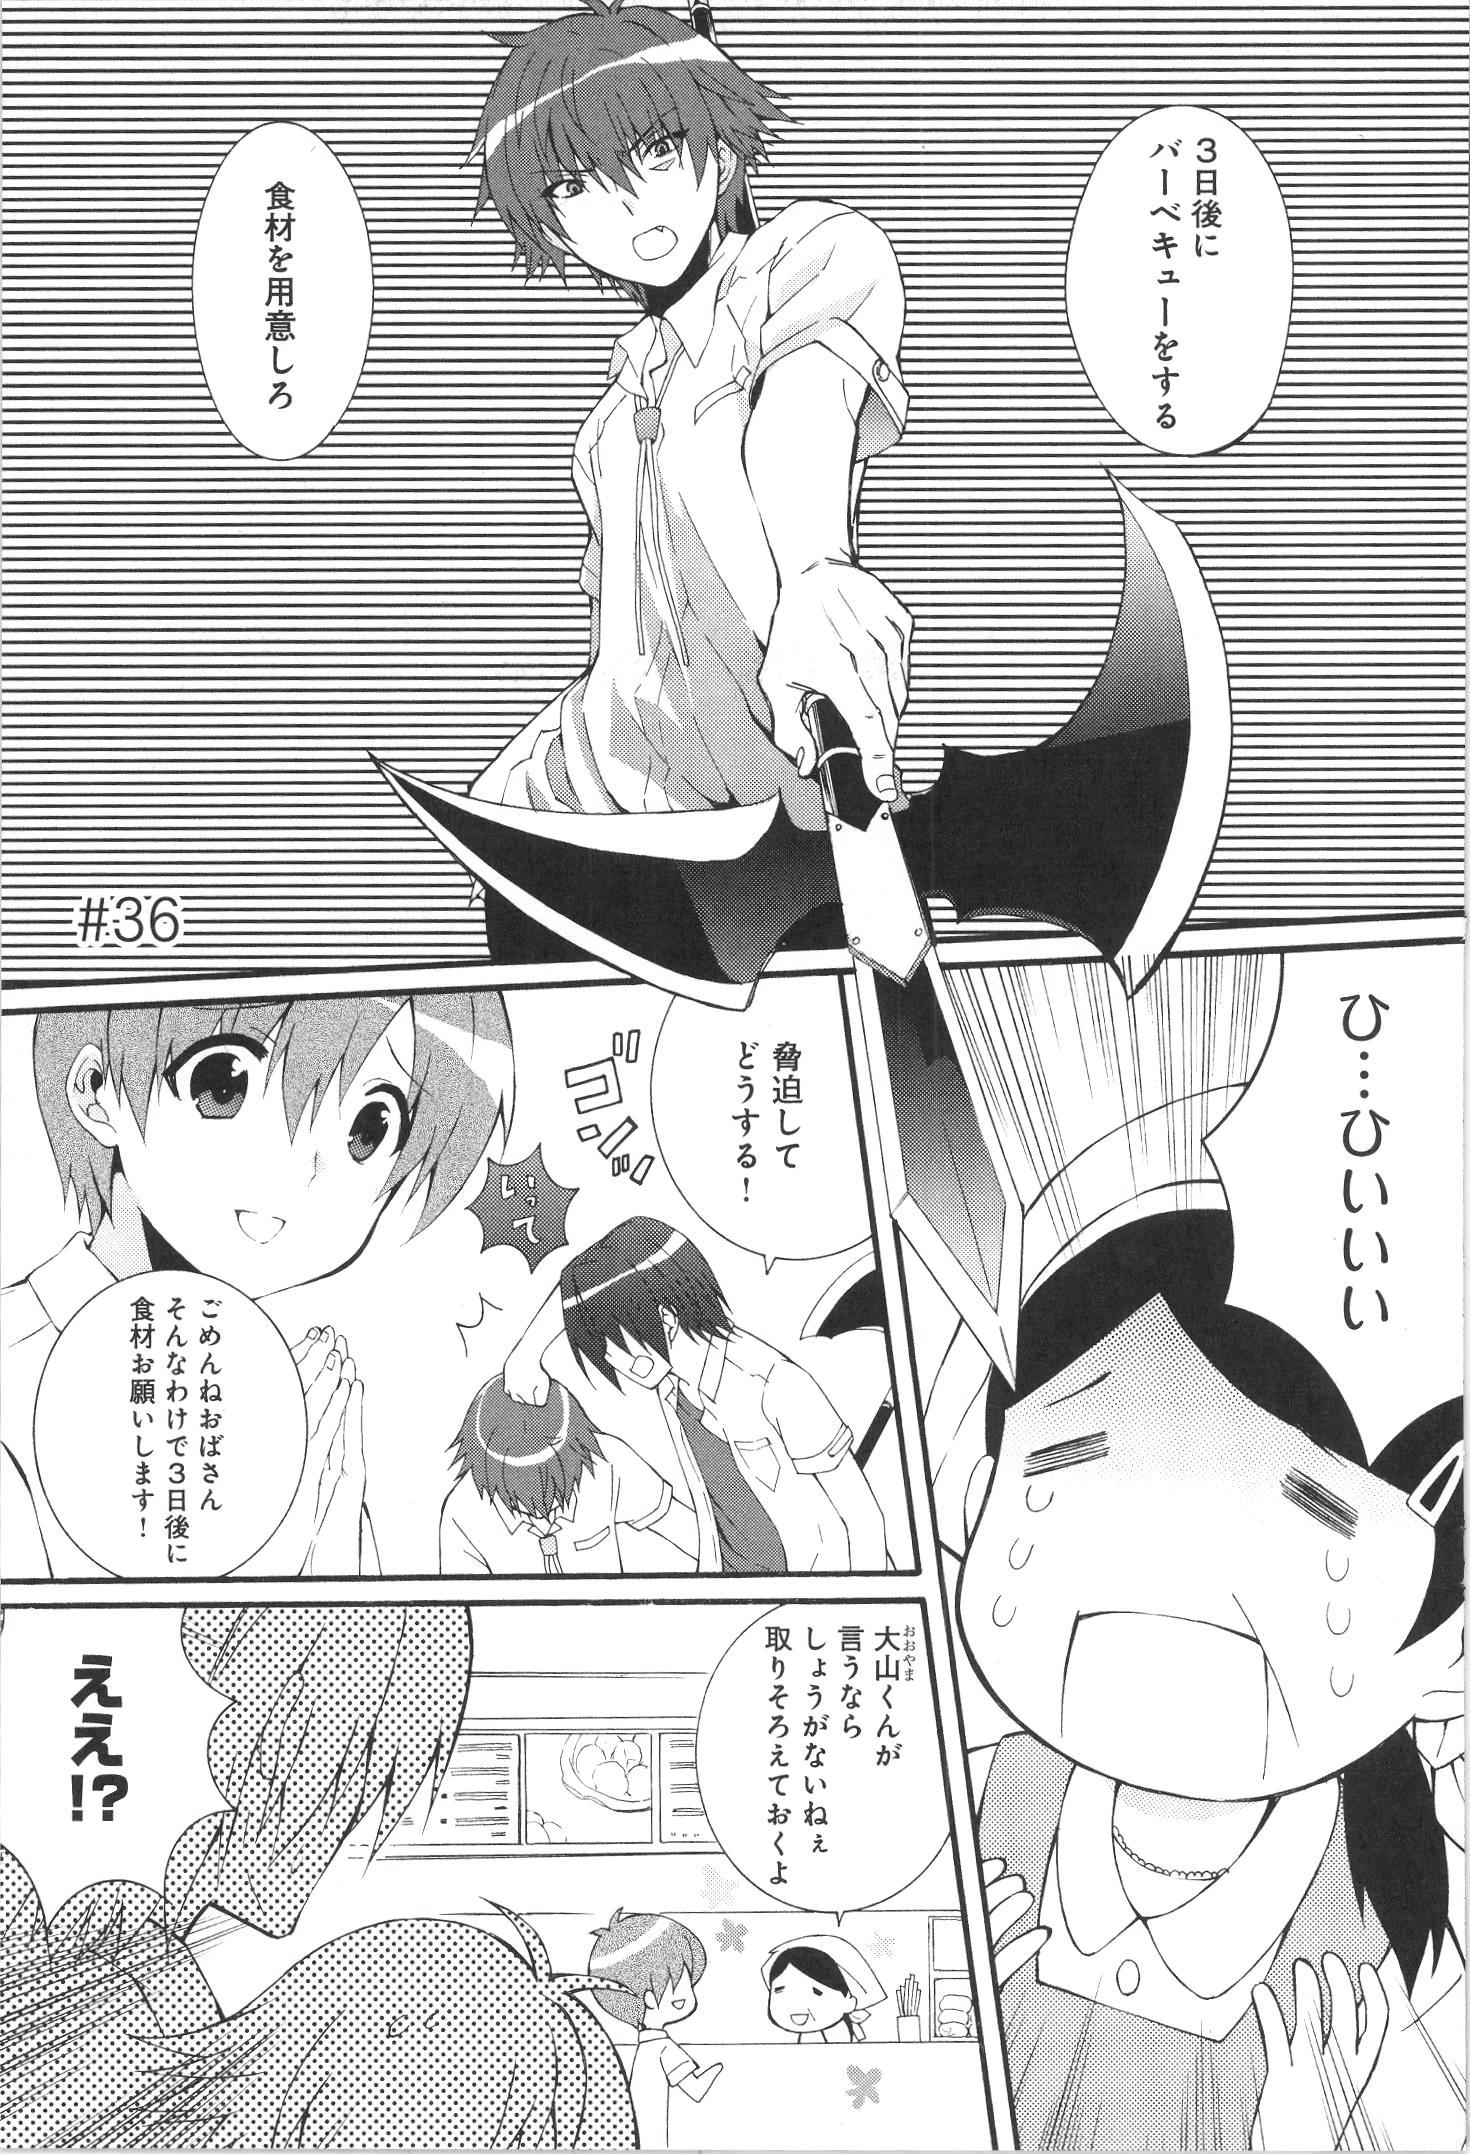 3日後に
バーベキューをする
食材を用意しろ
#36
ひ…ひいいい
脅迫して
どうする!
ゴンッ
いって
ごめんねおばさん
そんなわけで3日後に
食材お願いします!
大山くんが
おおやま
言うなら
しょうがないねぇ
取りそろえておくよ
ええ!?